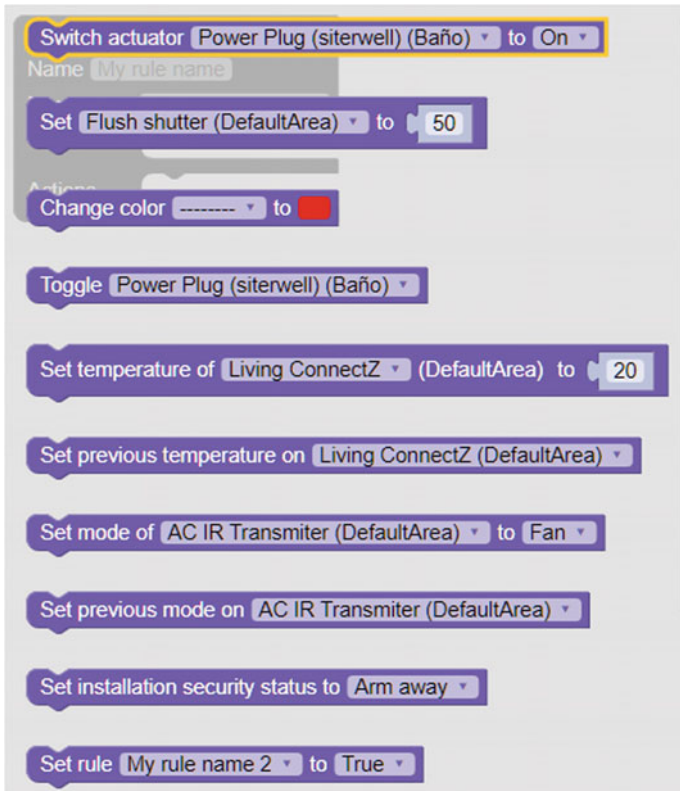 Switch actuator Power Plug (siterwell) (Baño) to On
Name My rule name
Set Flush shutter (DefaultArea) to 50
Actions
Change color -------- to
Toggle Power Plug (siterwell) (Baño)
Set temperature of Living ConnectZ (DefaultArea) to 20
Set previous temperature on Living ConnectZ (DefaultArea)
Set mode of AC IR Transmiter (DefaultArea) to Fan
Set previous mode on AC IR Transmiter (DefaultArea)
Set installation security status to Arm away
Set rule My rule name 2 to True